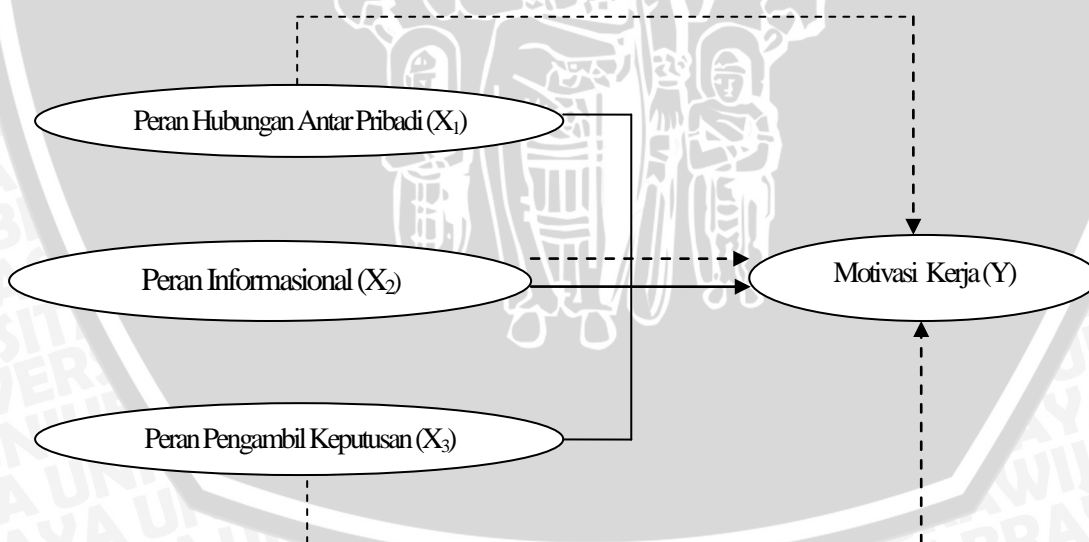 Peran Hubungan Antar Pribadi (X₁)
Peran Informasional (X₂)
Motivasi Kerja (Y)
Peran Pengambil Keputusan (X₃)